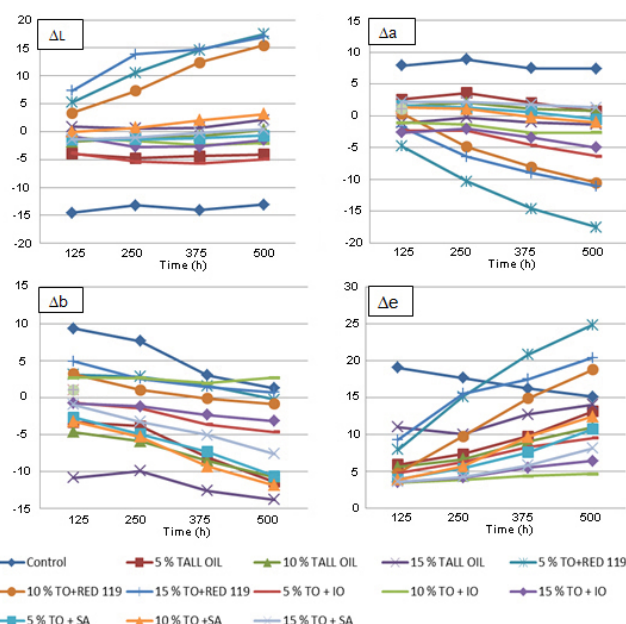 ΔL
20
15
10
5
0
-5
-10
-15
-20
125 250 375 500
Time (h)
Δa
15
10
5
0
-5
-10
-15
-20
125 250 375 500
Time (h)
Δb
15
10
5
0
-5
-10
-15
125 250 375 500
Time (h)
Δe
30
25
20
15
10
5
0
125 250 375 500
Time (h)
Control 5 % TALL OIL 10 % TALL OIL 15 % TALL OIL 5 % TO+RED 119
10 % TO+RED 119 15 % TO+RED 119 5 % TO + IO 10 % TO + IO 15 % TO + IO
5 % TO + SA 10 % TO +SA 15 % TO + SA